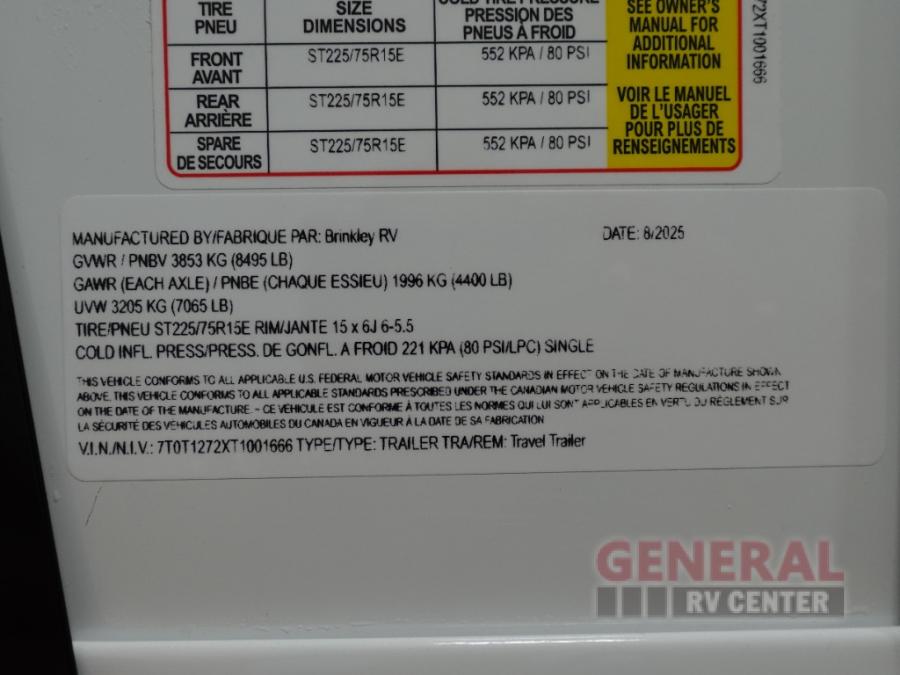 TIRE SIZE COLD TIRE PRESSURE SEE OWNER'S
PNEU DIMENSIONS PRESSION DES MANUAL FOR
PNEUS À FROID ADDITIONAL
FRONT ST225/75R15E 552 KPA / 80 PSI INFORMATION
AVANT
REAR ST225/75R15E 552 KPA / 80 PSI VOIR LE MANUEL
ARRIÈRE DE L'USAGER
SPARE ST225/75R15E 552 KPA / 80 PSI POUR PLUS DE
DE SECOURS RENSEIGNEMENTS
72XT1001666
MANUFACTURED BY/FABRIQUE PAR: Brinkley RV DATE: 8/2025
GVWR / PNBV 3853 KG (8495 LB)
GAWR (EACH AXLE) / PNBE (CHAQUE ESSIEU) 1996 KG (4400 LB)
UVW 3205 KG (7065 LB)
TIRE/PNEU ST225/75R15E RIM/JANTE 15 x 6J 6-5.5
COLD INFL. PRESS/PRESS. DE GONFL. A FROID 221 KPA (80 PSI/LPC) SINGLE
THIS VEHICLE CONFORMS TO ALL APPLICABLE U.S. FEDERAL MOTOR VEHICLE SAFETY STANDARDS IN EFFECT ON THE DATE OF MANUFACTURE SHOWN
ABOVE. THIS VEHICLE CONFORMS TO ALL APPLICABLE STANDARDS PRESCRIBED UNDER THE CANADIAN MOTOR VEHICLE SAFETY REGULATIONS IN EFFECT
ON THE DATE OF THE MANUFACTURE. - CE VEHICULE EST CONFORME À TOUTES LES NORMES QUI LUI SONT APPLICABLES EN VERTU DU RÉGLEMENT SUR
LA SÉCURITÉ DES VEHICULES AUTOMOBILES DU CANADA EN VIGUEUR À LA DATE DE SA FABRICATION
V.I.N./N.I.V.: 7T0T1272XT1001666 TYPE/TYPE: TRAILER TRA/REM: Travel Trailer
GENERAL
RV CENTER